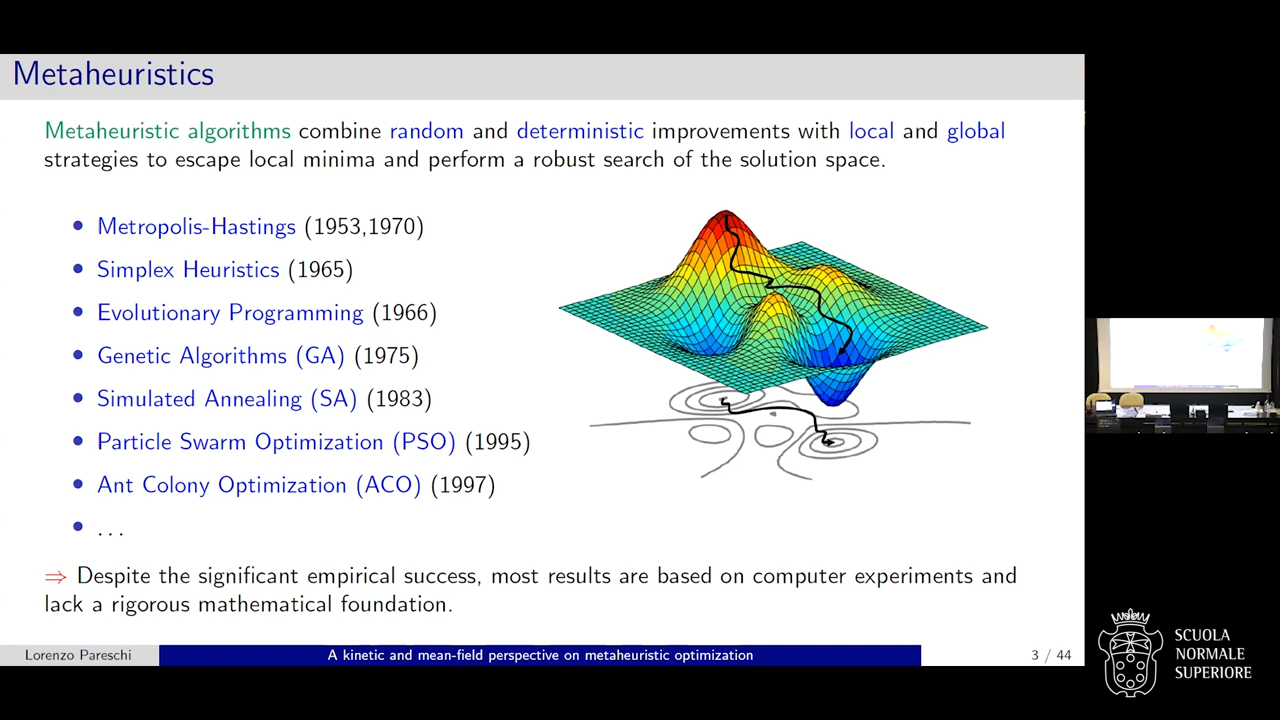 Metaheuristics
Metaheuristic algorithms combine random and deterministic improvements with local and global
strategies to escape local minima and perform a robust search of the solution space.
• Metropolis-Hastings (1953,1970)
• Simplex Heuristics (1965)
• Evolutionary Programming (1966)
• Genetic Algorithms (GA) (1975)
• Simulated Annealing (SA) (1983)
• Particle Swarm Optimization (PSO) (1995)
• Ant Colony Optimization (ACO) (1997)
• . . .
⇒ Despite the significant empirical success, most results are based on computer experiments and
lack a rigorous mathematical foundation.
Lorenzo Pareschi
A kinetic and mean-field perspective on metaheuristic optimization
3 / 44
SCUOLA
NORMALE
SUPERIORE